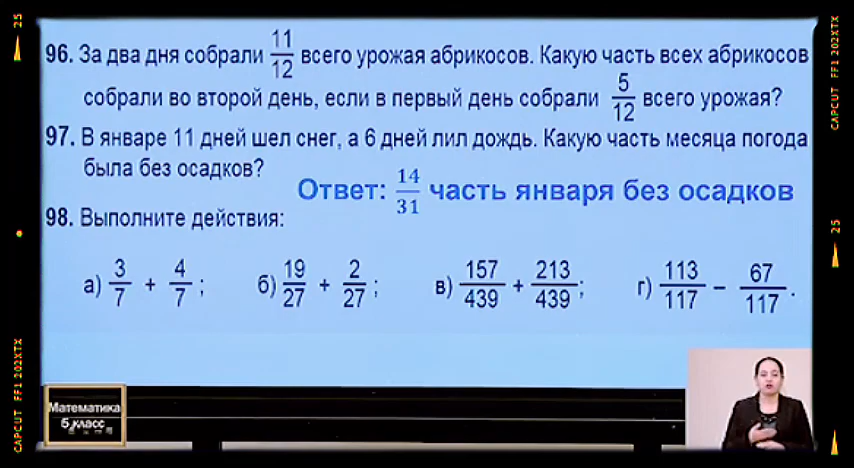 96. За два дня собрали 11/12 всего урожая абрикосов. Какую часть всех абрикосов
собрали во второй день, если в первый день собрали 5/12 всего урожая?
97. В январе 11 дней шел снег, а 6 дней лил дождь. Какую часть месяца погода
была без осадков?
Ответ: 14/31 часть января без осадков
98. Выполните действия:
а) 3/7 + 4/7 ; б) 19/27 + 2/27 ; в) 157/439 + 213/439 ; г) 113/117 − 67/117 .
Математика
5 класс
25
CAPCUT FF1 202XTX
CAPCUT FF1 202XTX
25